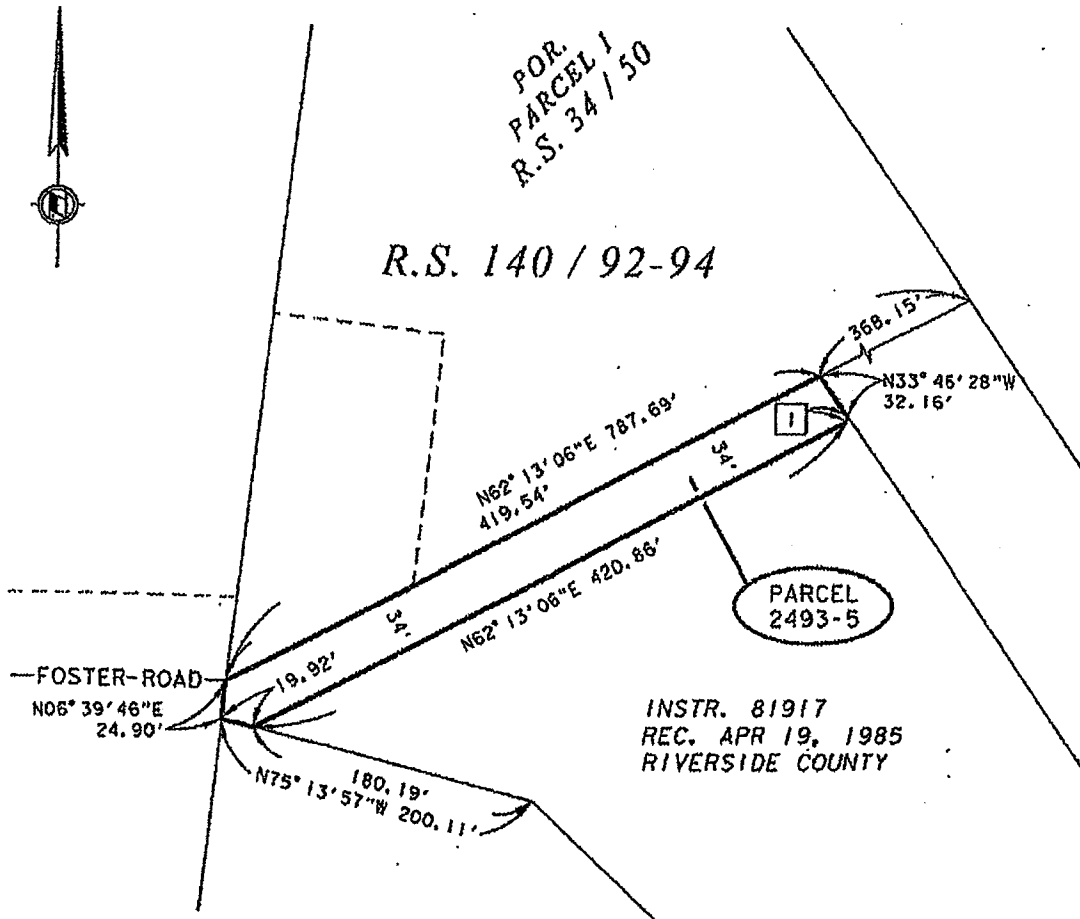 POR.
PARCEL 1
R.S. 34 / 50
R.S. 140 / 92-94
368.15'
N33° 46' 28"W
32.16'
1
N62° 13' 06"E 787.69'
419.54'
34'
1
N62° 13' 06"E 420.86'
PARCEL
2493-5
34'
19.92'
FOSTER-ROAD
N06° 39' 46"E
24.90'
180.19'
N75° 13' 57"W 200.11'
INSTR. 81917
REC. APR 19, 1985
RIVERSIDE COUNTY